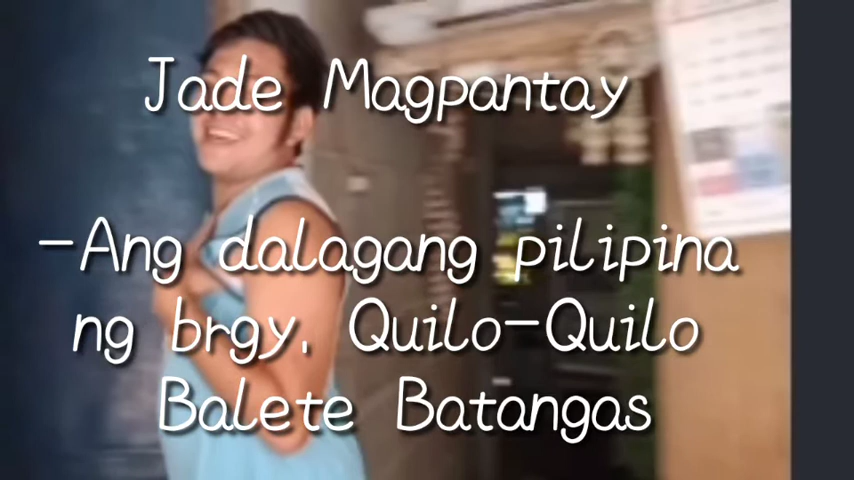 Jade Magpantay
-Ang dalagang pilipina
ng brgy. Quilo-Quilo
Balete Batangas